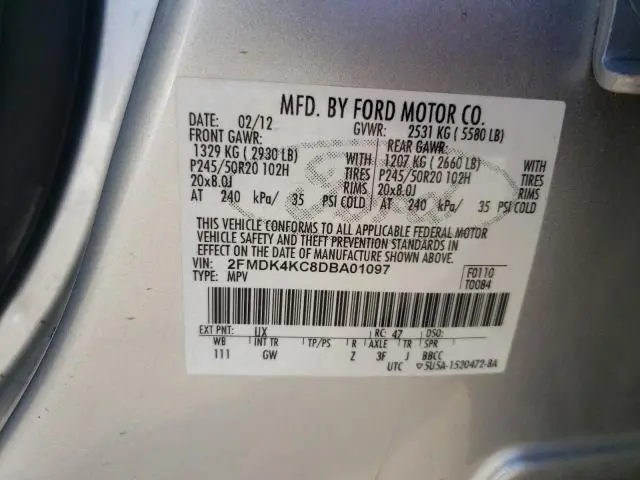 MFD. BY FORD MOTOR CO.
DATE: 02/12 GVWR: 2531 KG ( 5580 LB)
FRONT GAWR: REAR GAWR:
1329 KG ( 2930 LB) WITH 1207 KG ( 2660 LB) WITH
P245/50R20 102H TIRES P245/50R20 102H TIRES
20x8.0J RIMS 20x8.0J RIMS
AT 240 kPa/ 35 PSI COLD AT 240 kPa/ 35 PSI COLD
THIS VEHICLE CONFORMS TO ALL APPLICABLE FEDERAL MOTOR
VEHICLE SAFETY AND THEFT PREVENTION STANDARDS IN
EFFECT ON THE DATE OF MANUFACTURE SHOWN ABOVE.
VIN: 2FMDK4KC8DBA01097 F0110
TYPE: MPV T0084
EXT PNT: UX RC: 47 DSO:
WB INT TR TP/PS R AXLE TR SPR
111 GW Z 3F J BBCC
UTC ▽5U5A-1520472-BA
Ford